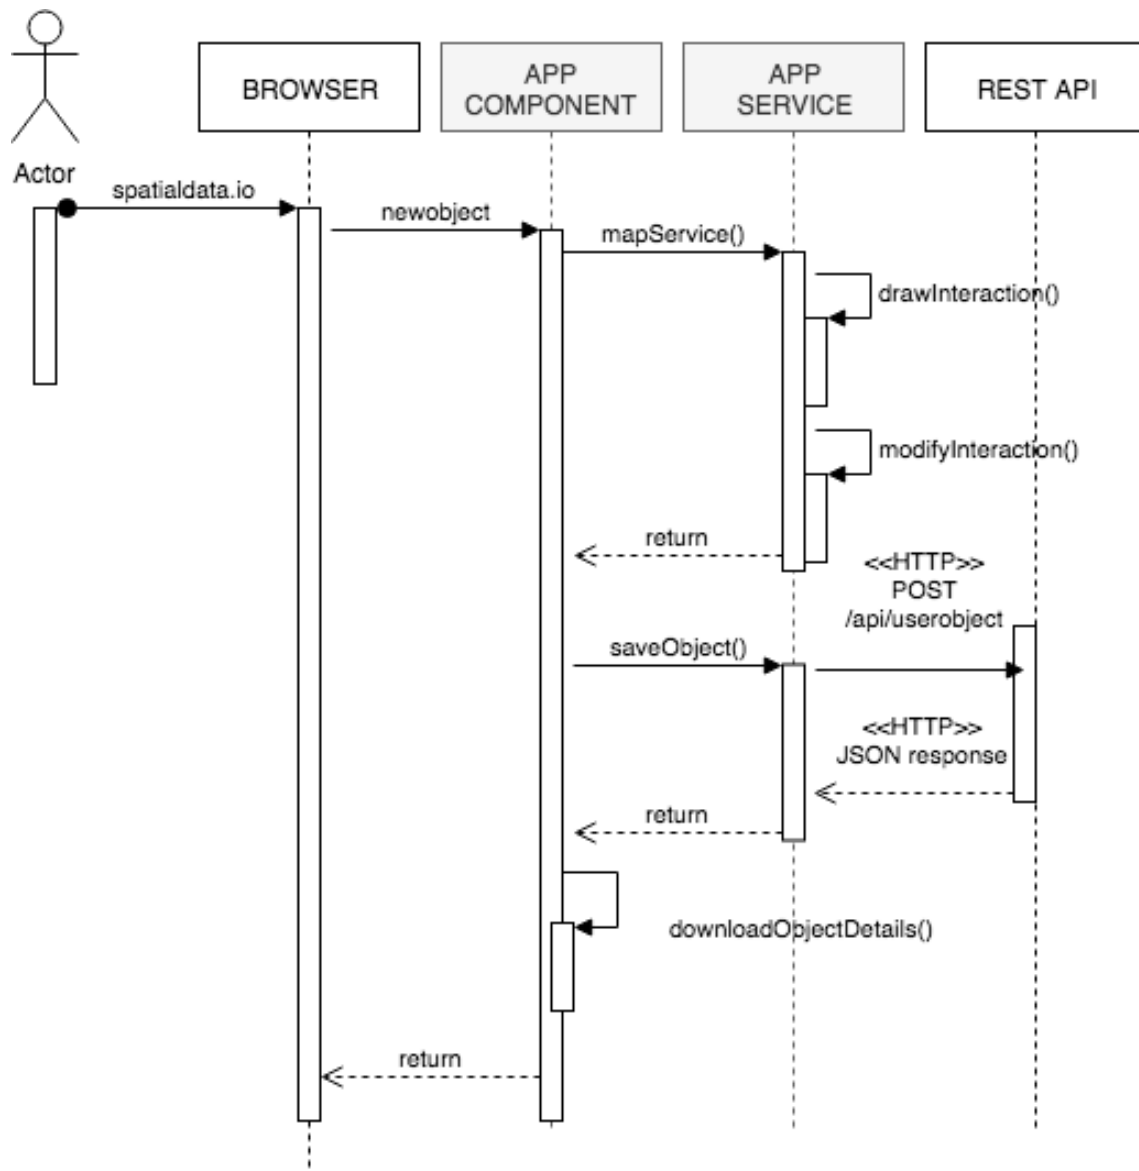 Actor
BROWSER
APP
COMPONENT
APP
SERVICE
REST API
spatialdata.io
newobject
mapService()
drawInteraction()
modifyInteraction()
return
<<HTTP>>
POST
/api/userobject
saveObject()
<<HTTP>>
JSON response
return
downloadObjectDetails()
return